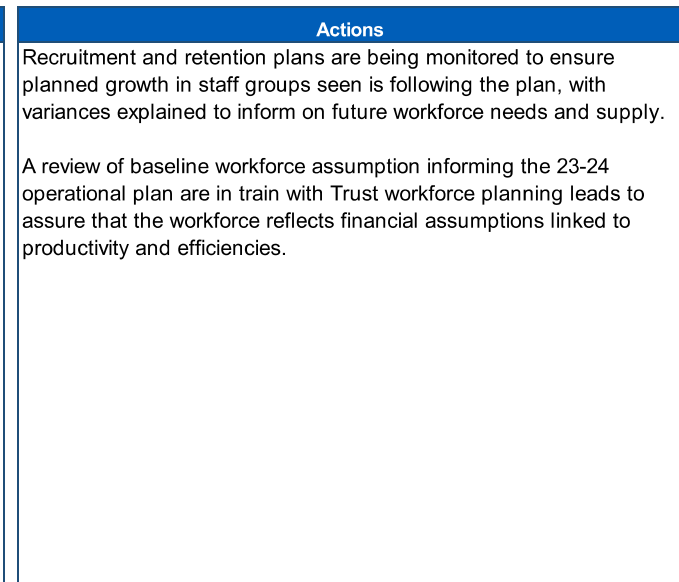 Actions
Recruitment and retention plans are being monitored to ensure
planned growth in staff groups seen is following the plan, with
variances explained to inform on future workforce needs and supply.
A review of baseline workforce assumption informing the 23-24
operational plan are in train with Trust workforce planning leads to
assure that the workforce reflects financial assumptions linked to
productivity and efficiencies.